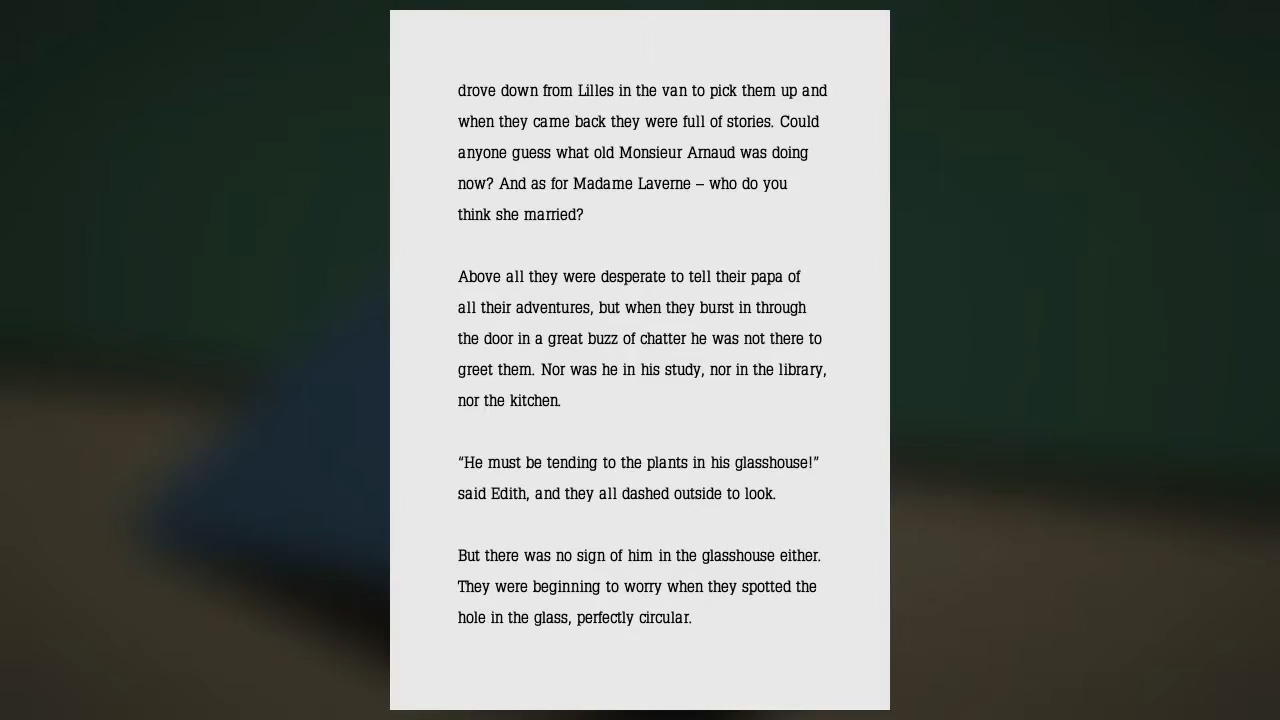 drove down from Lilles in the van to pick them up and
when they came back they were full of stories. Could
anyone guess what old Monsieur Arnaud was doing
now? And as for Madame Laverne – who do you
think she married?
Above all they were desperate to tell their papa of
all their adventures, but when they burst in through
the door in a great buzz of chatter he was not there to
greet them. Nor was he in his study, nor in the library,
nor the kitchen.
“He must be tending to the plants in his glasshouse!”
said Edith, and they all dashed outside to look.
But there was no sign of him in the glasshouse either.
They were beginning to worry when they spotted the
hole in the glass, perfectly circular.